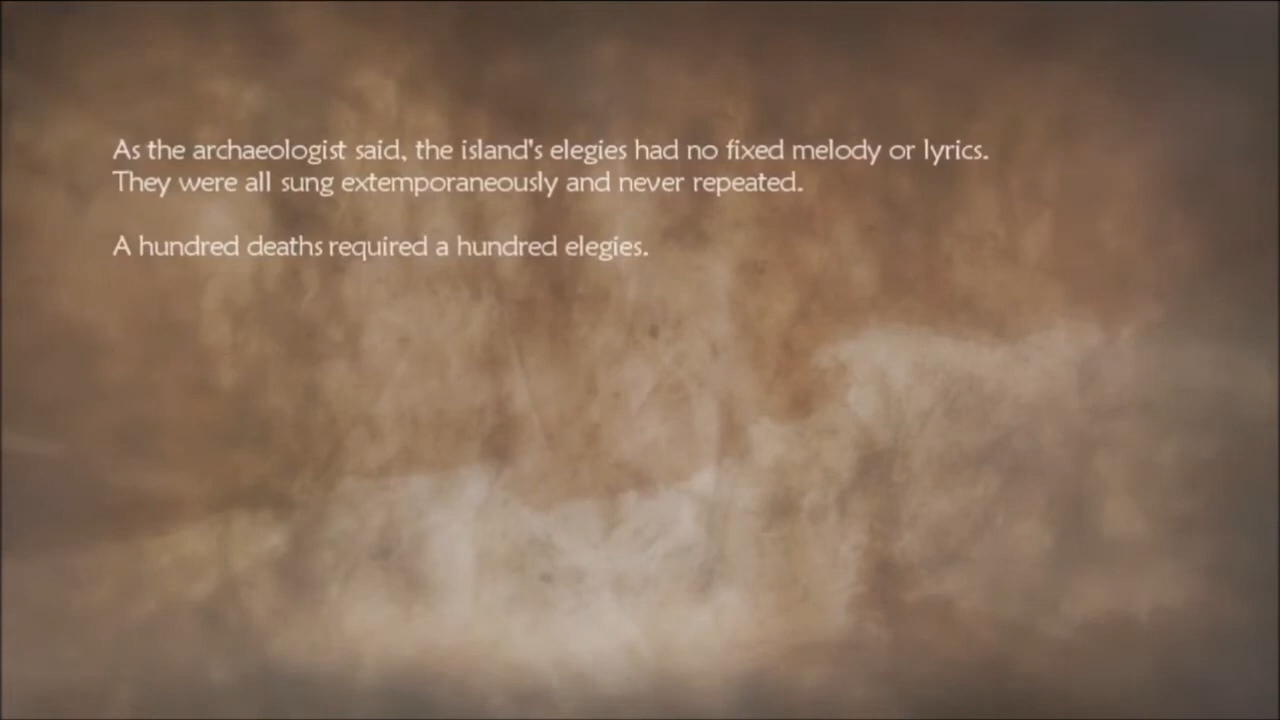 As the archaeologist said, the island's elegies had no fixed melody or lyrics.
They were all sung extemporaneously and never repeated.
A hundred deaths required a hundred elegies.